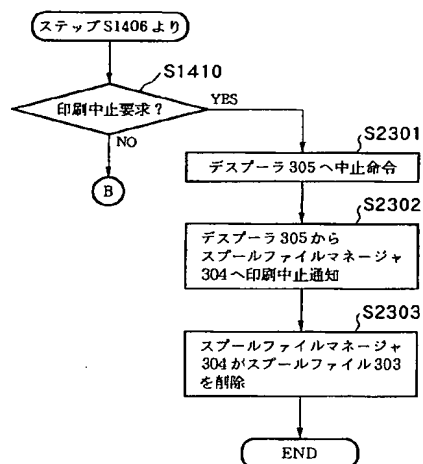 ステップS1406より
S1410
印刷中止要求？
YES
NO
B
S2301
デスプーラ305へ中止命令
S2302
デスプーラ305から
スプールファイルマネージャ
304へ印刷中止通知
S2303
スプールファイルマネージャ
304がスプールファイル303
を削除
END